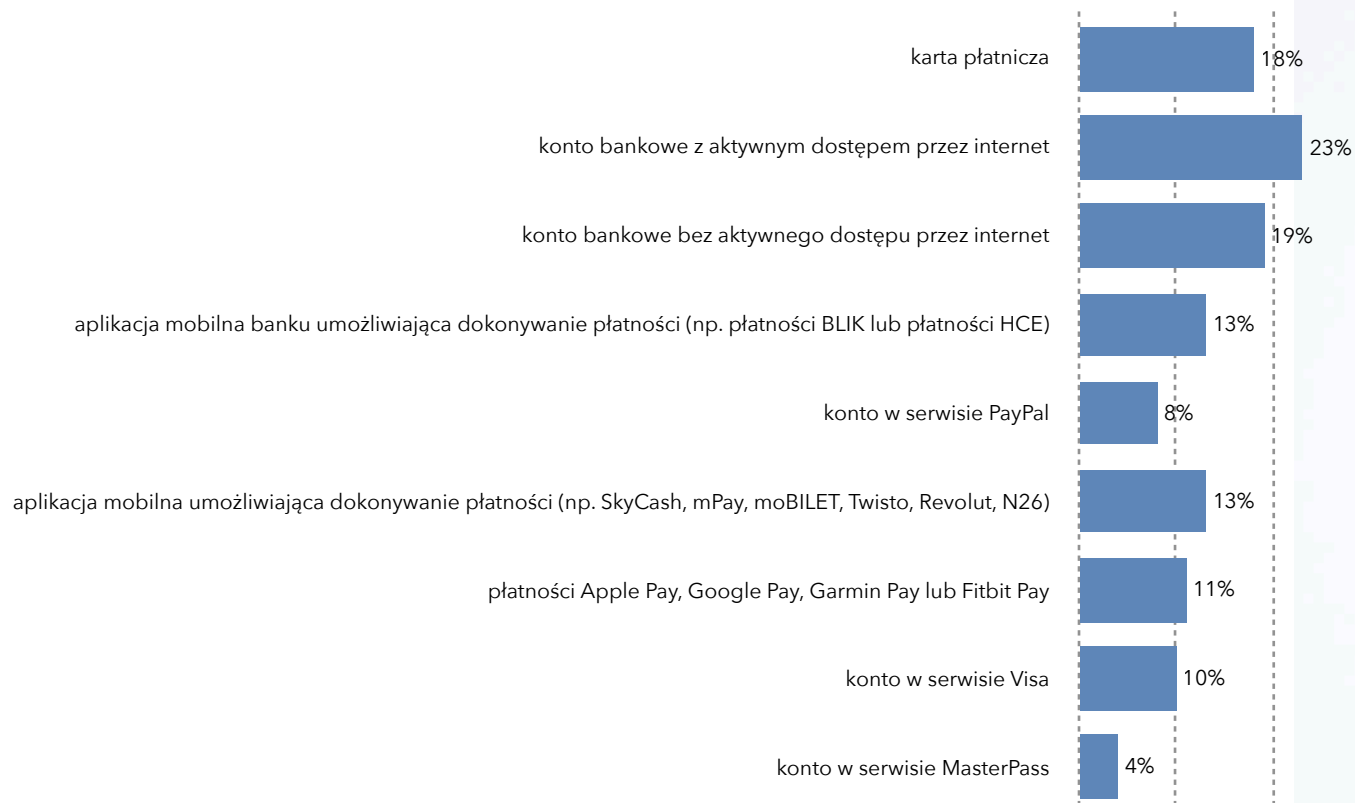 karta płatnicza 18%
konto bankowe z aktywnym dostępem przez internet 23%
konto bankowe bez aktywnego dostępu przez internet 19%
aplikacja mobilna banku umożliwiająca dokonywanie płatności (np. płatności BLIK lub płatności HCE) 13%
konto w serwisie PayPal 8%
aplikacja mobilna umożliwiająca dokonywanie płatności (np. SkyCash, mPay, moBILET, Twisto, Revolut, N26) 13%
płatności Apple Pay, Google Pay, Garmin Pay lub Fitbit Pay 11%
konto w serwisie Visa 10%
konto w serwisie MasterPass 4%